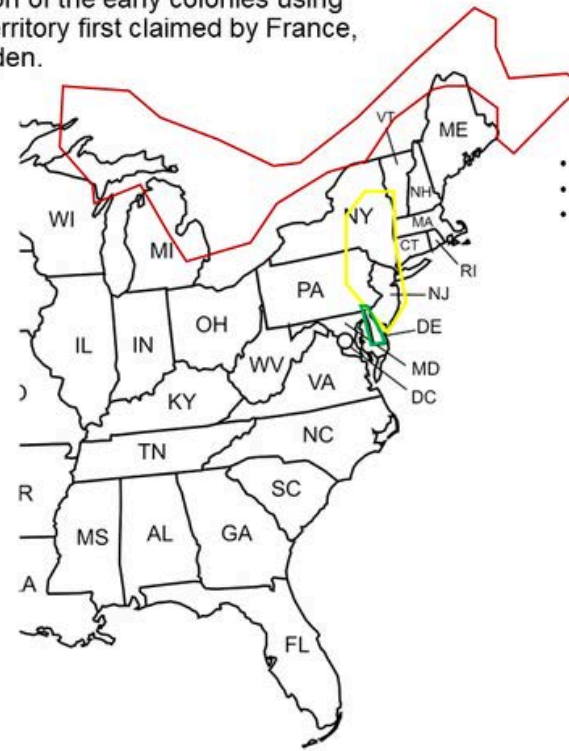 on of the early colonies using
erritory first claimed by France,
den.
VT
ME
NH
WI
NY
MA
MI
CT
RI
PA
NJ
OH
DE
IL
IN
WV
MD
VA
DC
KY
NC
TN
R
SC
MS
AL
GA
A
FL